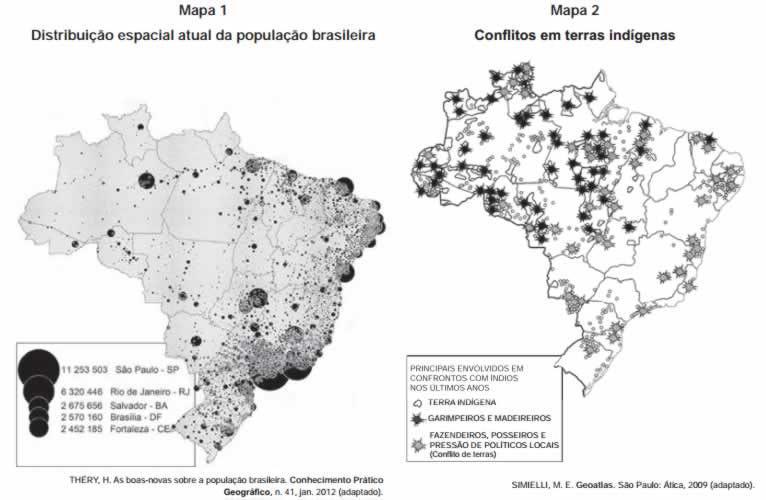 Mapa 1
Distribuição espacial atual da população brasileira
11 253 503 São Paulo - SP
6 320 446 Rio de Janeiro - RJ
2 675 656 Salvador - BA
2 570 160 Brasília - DF
2 452 185 Fortaleza - CE
THÉRY, H. As boas-novas sobre a população brasileira. Conhecimento Prático
Geográfico, n. 41, jan. 2012 (adaptado).
Mapa 2
Conflitos em terras indígenas
PRINCIPAIS ENVOLVIDOS EM
CONFRONTOS COM ÍNDIOS
NOS ÚLTIMOS ANOS
TERRA INDÍGENA
GARIMPEIROS E MADEIREIROS
FAZENDEIROS, POSSEIROS E
PRESSÃO DE POLÍTICOS LOCAIS
(Conflito de terras)
SIMIELLI, M. E. Geoatlas. São Paulo: Ática, 2009 (adaptado).